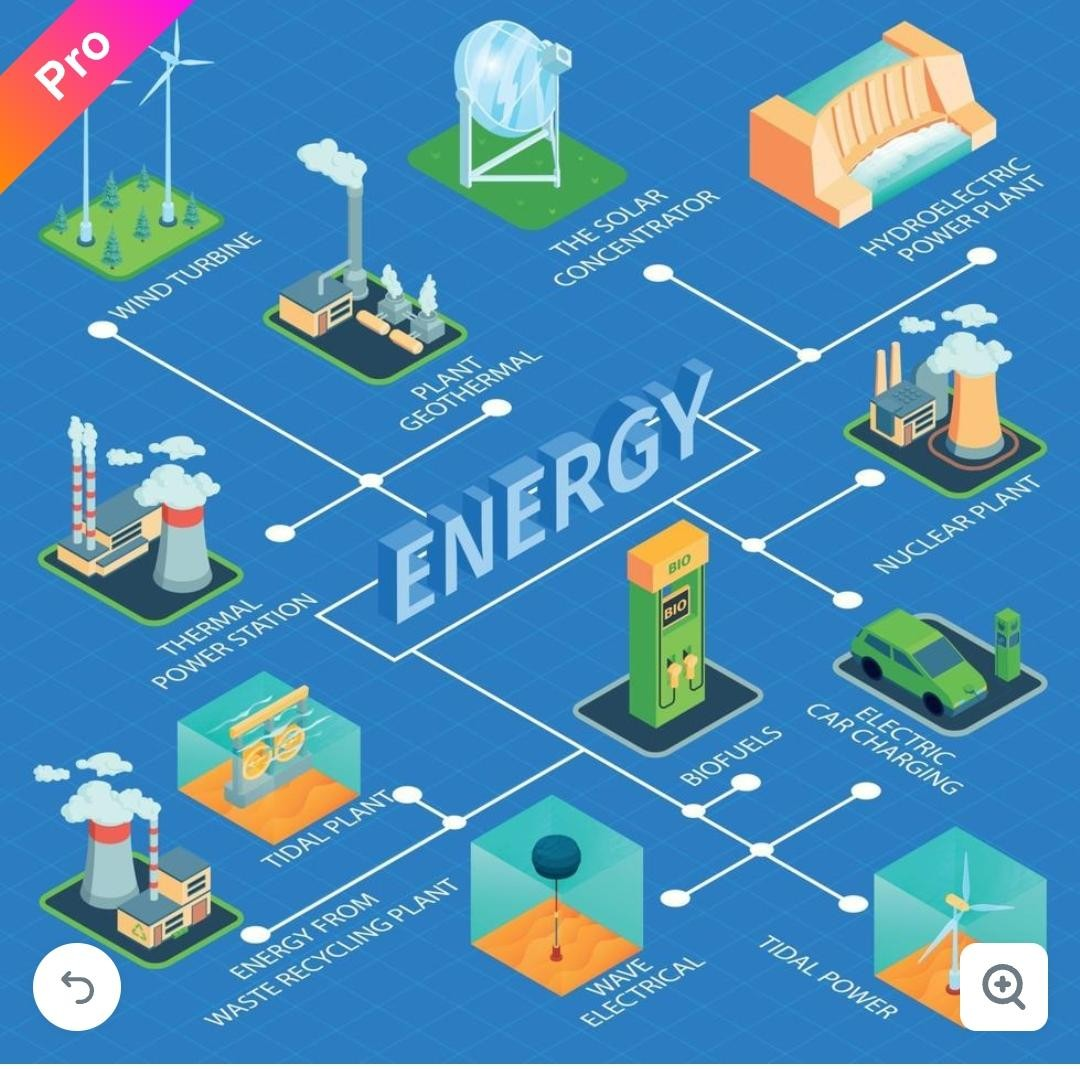 Pro
WIND TURBINE
THE SOLAR
CONCENTRATOR
HYDROELECTRIC
POWER PLANT
PLANT
GEOTHERMAL
ENERGY
NUCLEAR PLANT
THERMAL
POWER STATION
BIO
BIO
BIOFUELS
ELECTRIC
CAR CHARGING
TIDAL PLANT
ENERGY FROM
WASTE RECYCLING PLANT
WAVE
ELECTRICAL
TIDAL POWER